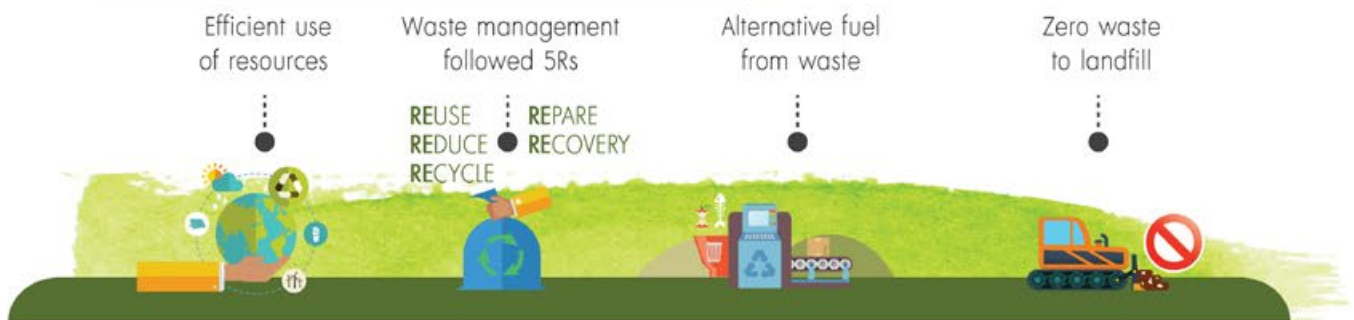 Efficient use
of resources
Waste management
followed 5Rs
REUSE
REDUCE
RECYCLE
REPARE
RECOVERY
Alternative fuel
from waste
Zero waste
to landfill